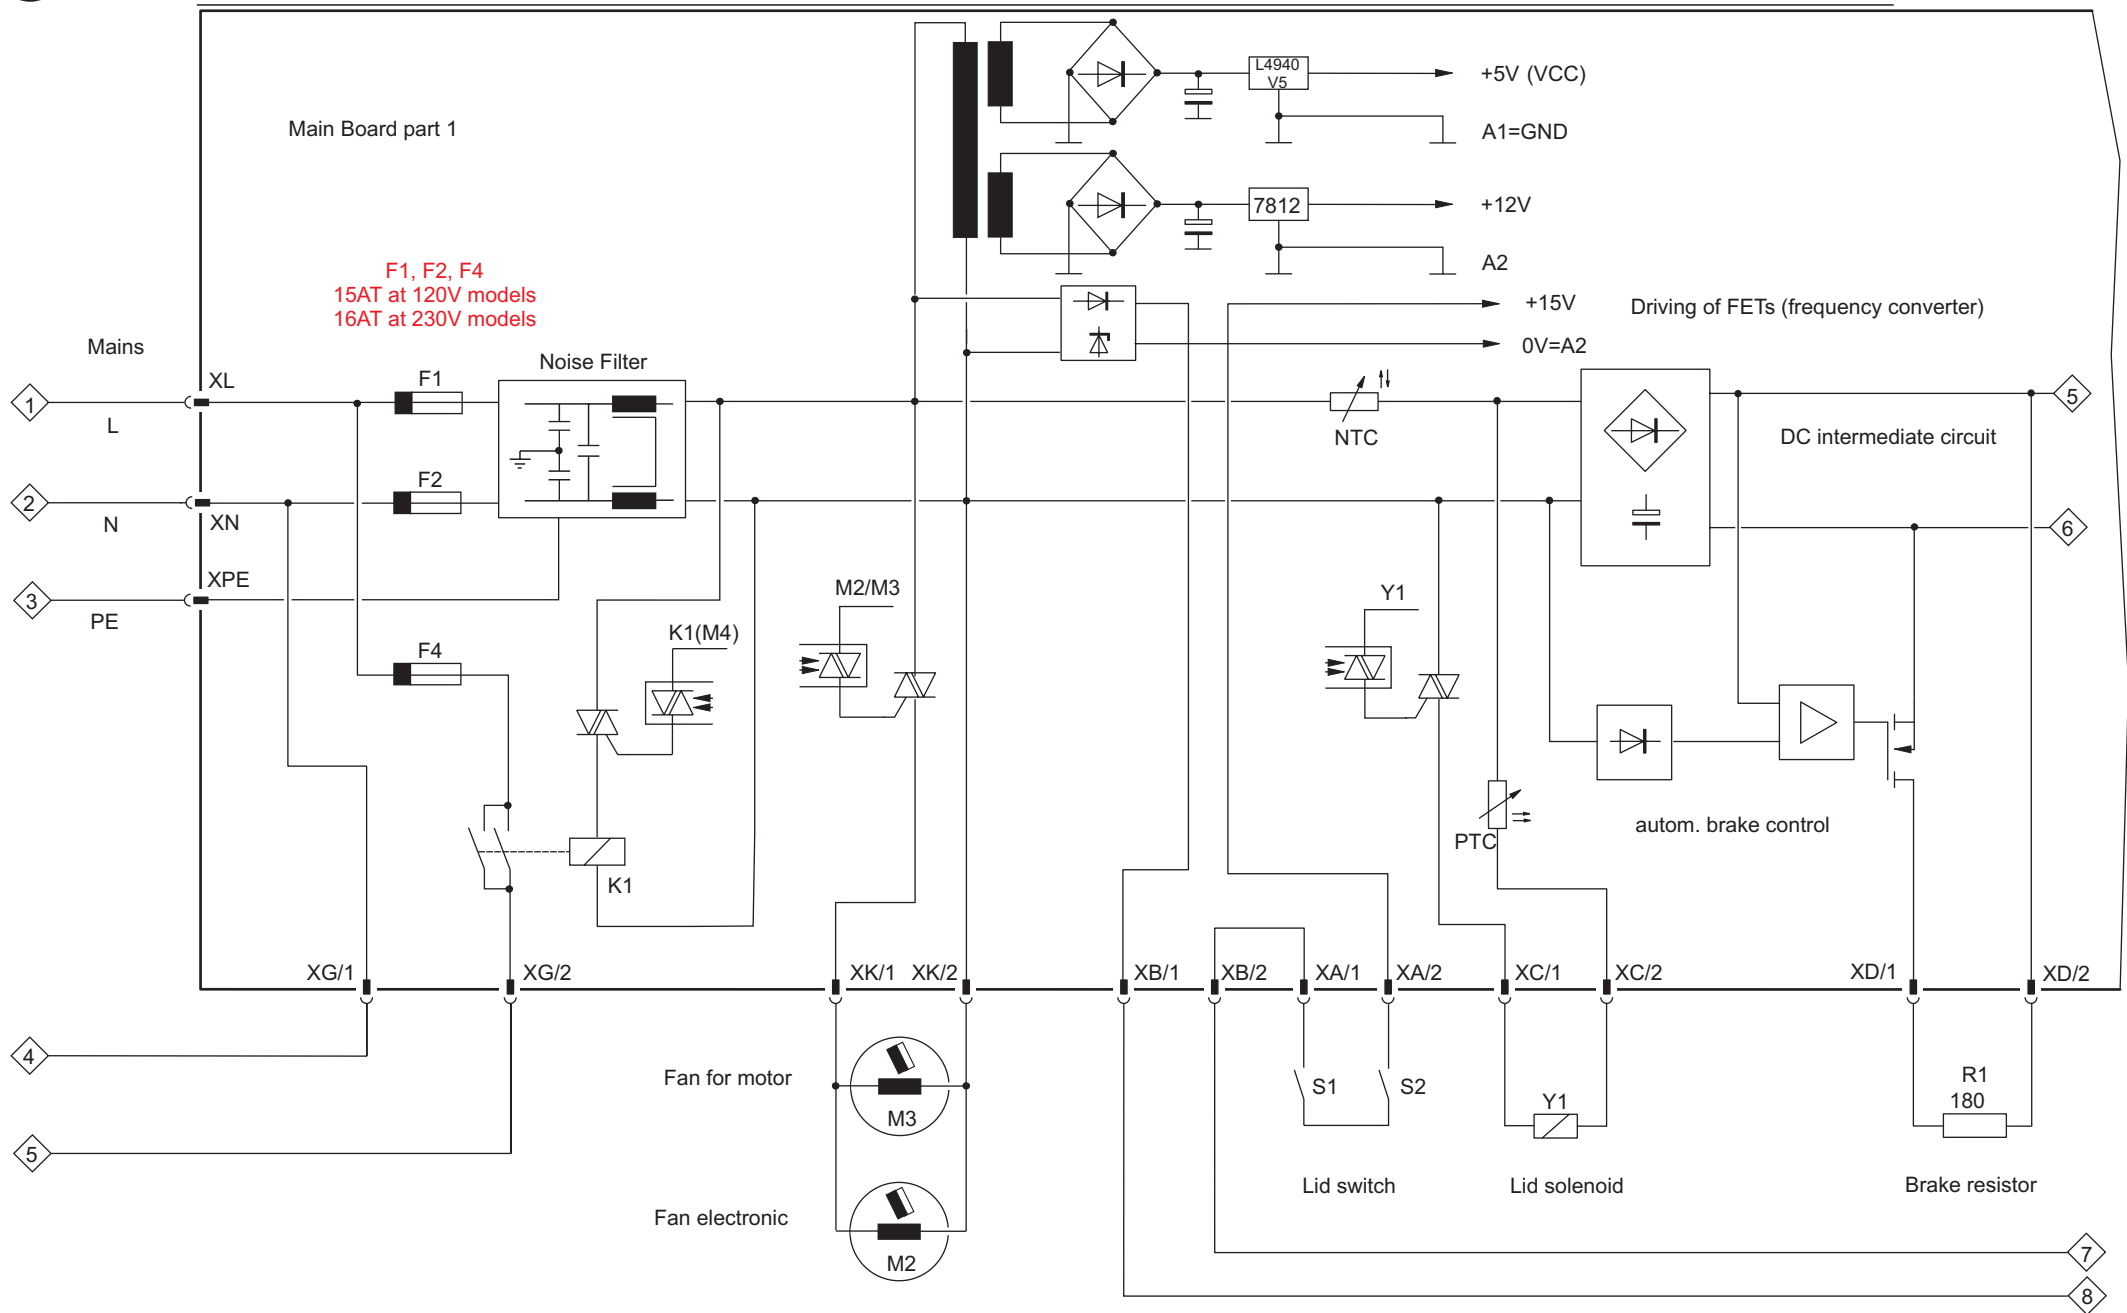 L4940
V5
+5V (VCC)
Main Board part 1
A1=GND
7812
+12V
A2
F1, F2, F4
15AT at 120V models
16AT at 230V models
+15V
Driving of FETs (frequency converter)
0V=A2
Mains
Noise Filter
XL
F1
1
L
NTC
5
DC intermediate circuit
F2
2
N
XN
6
XPE
3
PE
M2/M3
Y1
K1(M4)
F4
PTC
autom. brake control
K1
XG/1
XG/2
XK/1
XK/2
XB/1
XB/2
XA/1
XA/2
XC/1
XC/2
XD/1
XD/2
4
Fan for motor
M3
S1
S2
Y1
R1
180
5
Lid switch
Lid solenoid
Brake resistor
Fan electronic
M2
7
8